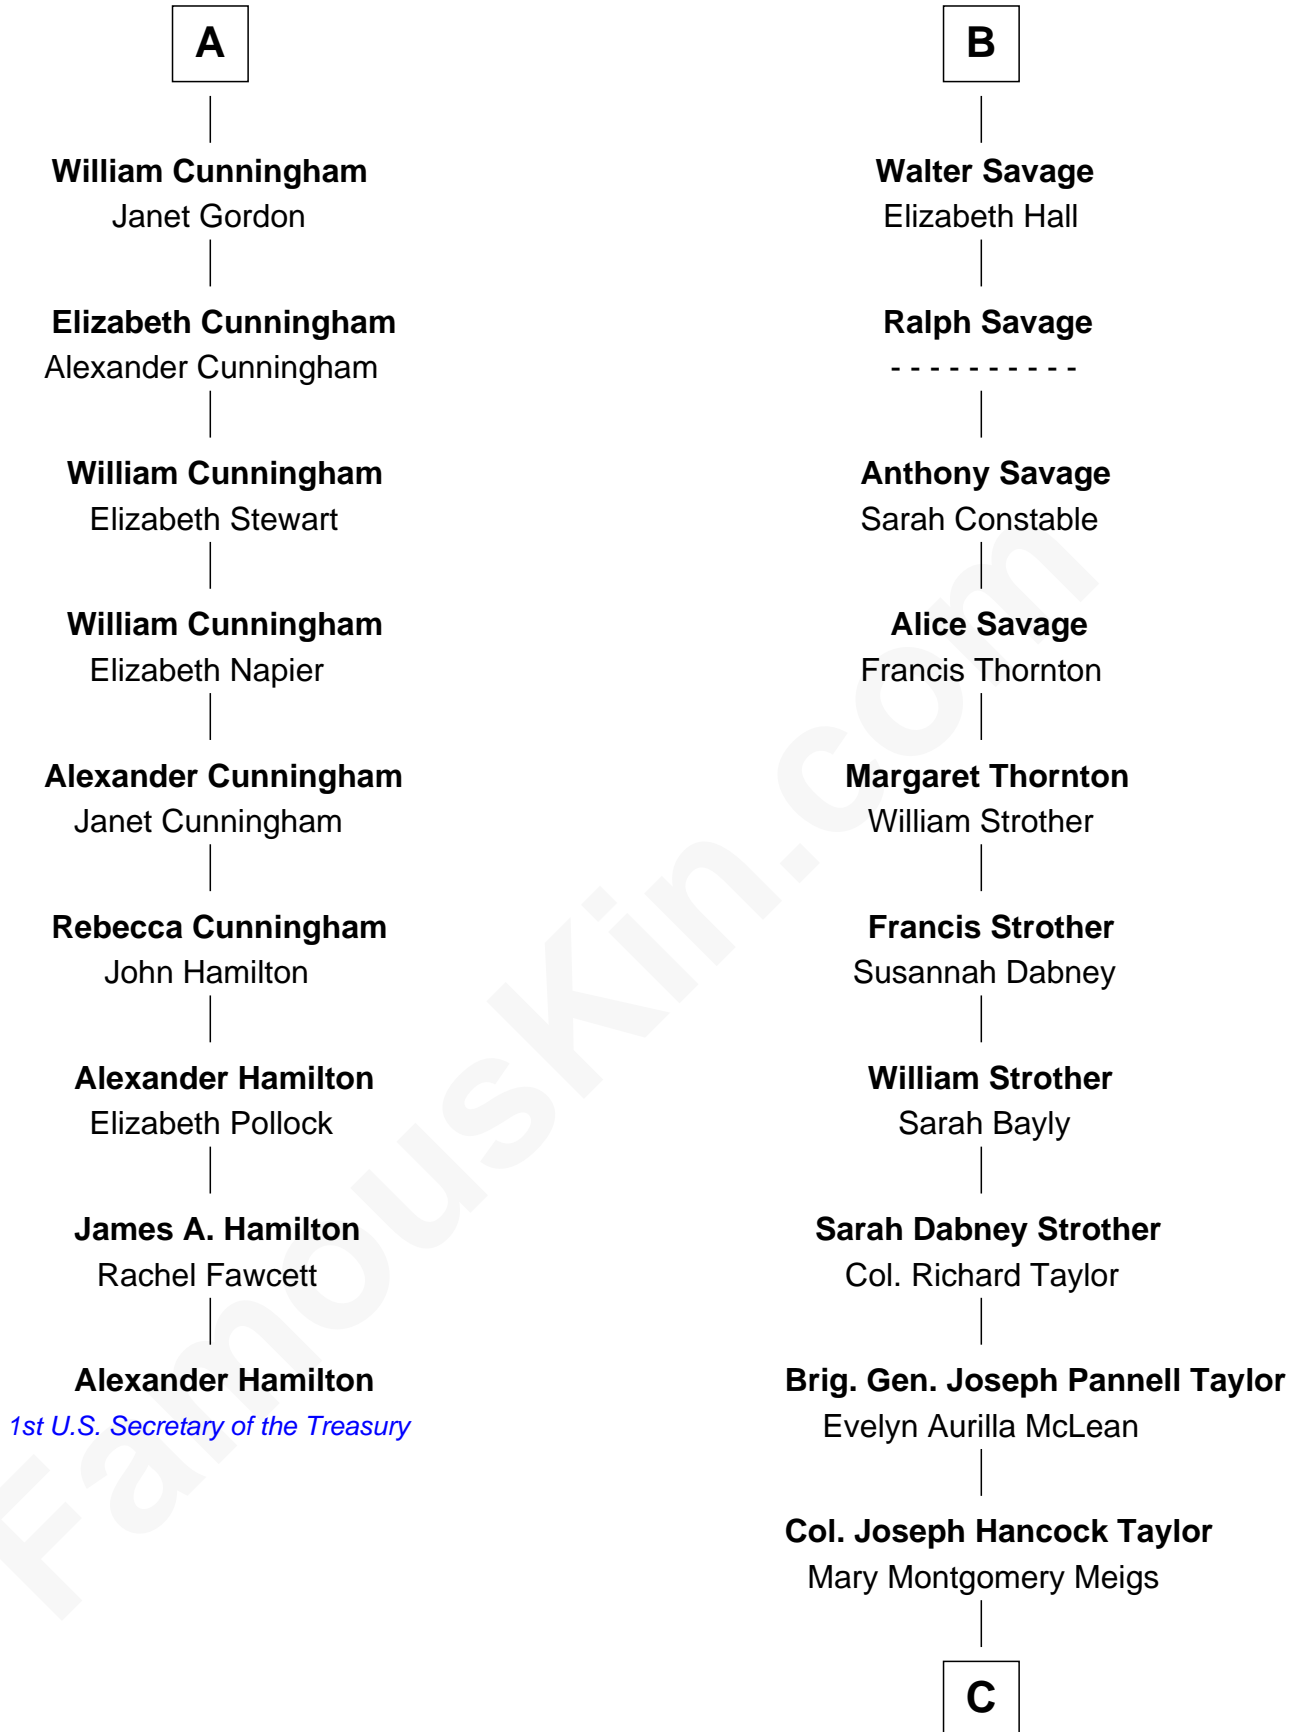 A
William Cunningham
Janet Gordon
Elizabeth Cunningham
Alexander Cunningham
William Cunningham
Elizabeth Stewart
William Cunningham
Elizabeth Napier
Alexander Cunningham
Janet Cunningham
Rebecca Cunningham
John Hamilton
Alexander Hamilton
Elizabeth Pollock
James A. Hamilton
Rachel Fawcett
Alexander Hamilton
1st U.S. Secretary of the Treasury
B
Walter Savage
Elizabeth Hall
Ralph Savage
- - - - - - - - - -
Anthony Savage
Sarah Constable
Alice Savage
Francis Thornton
Margaret Thornton
William Strother
Francis Strother
Susannah Dabney
William Strother
Sarah Bayly
Sarah Dabney Strother
Col. Richard Taylor
Brig. Gen. Joseph Pannell Taylor
Evelyn Aurilla McLean
Col. Joseph Hancock Taylor
Mary Montgomery Meigs
C
FamousKin.com